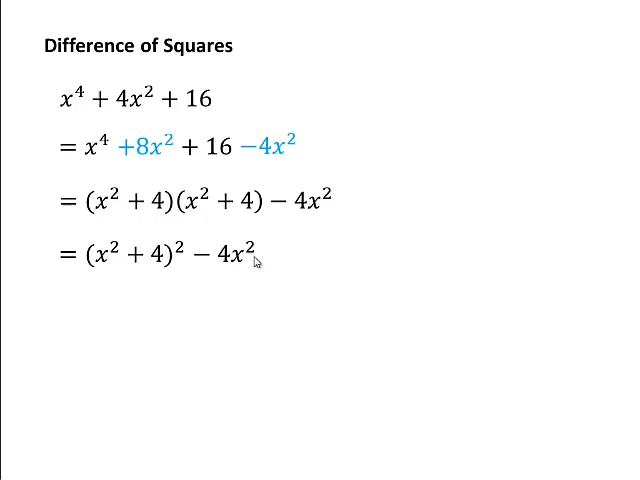 Difference of Squares
x⁴ + 4x² + 16
= x⁴ +8x² + 16 −4x²
= (x² + 4)(x² + 4) − 4x²
= (x² + 4)² − 4x²